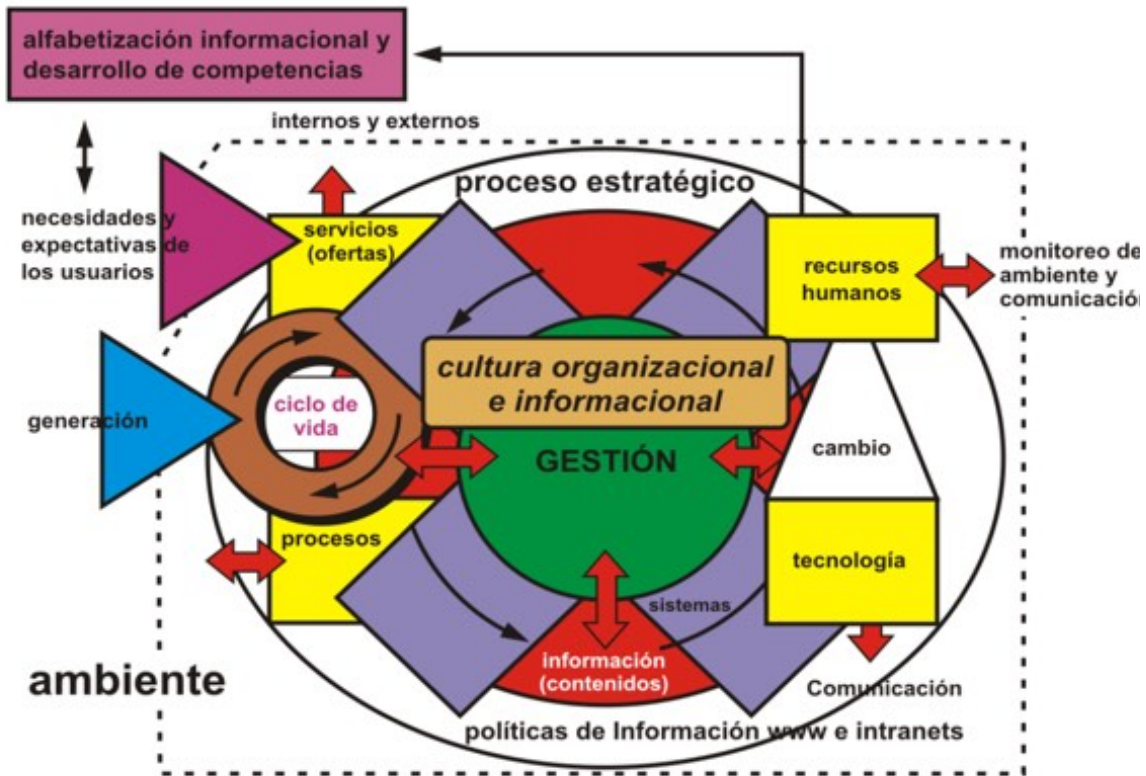 alfabetización informacional y
desarrollo de competencias
internos y externos
proceso estratégico
necesidades y
expectativas de
los usuarios
servicios
(ofertas)
recursos
humanos
monitoreo de
ambiente y
comunicación
cultura organizacional
e informacional
generación
ciclo de
vida
GESTIÓN
cambio
procesos
tecnología
sistemas
información
(contenidos)
ambiente
Comunicación
políticas de Información www e intranets